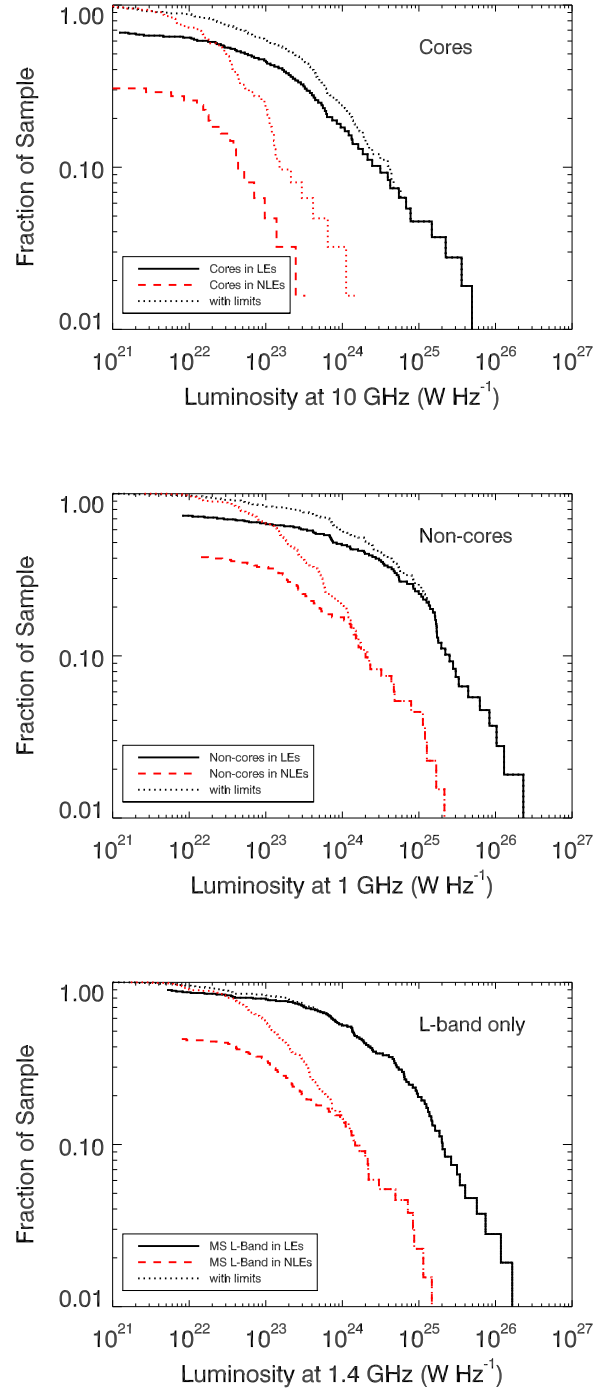 1.00
Cores
Fraction of Sample
0.10
Cores in LEs
Cores in NLEs
with limits
0.01
10^21 10^22 10^23 10^24 10^25 10^26 10^27
Luminosity at 10 GHz (W Hz^-1)
1.00
Non-cores
Fraction of Sample
0.10
Non-cores in LEs
Non-cores in NLEs
with limits
0.01
10^21 10^22 10^23 10^24 10^25 10^26 10^27
Luminosity at 1 GHz (W Hz^-1)
1.00
L-band only
Fraction of Sample
0.10
MS L-Band in LEs
MS L-Band in NLEs
with limits
0.01
10^21 10^22 10^23 10^24 10^25 10^26 10^27
Luminosity at 1.4 GHz (W Hz^-1)